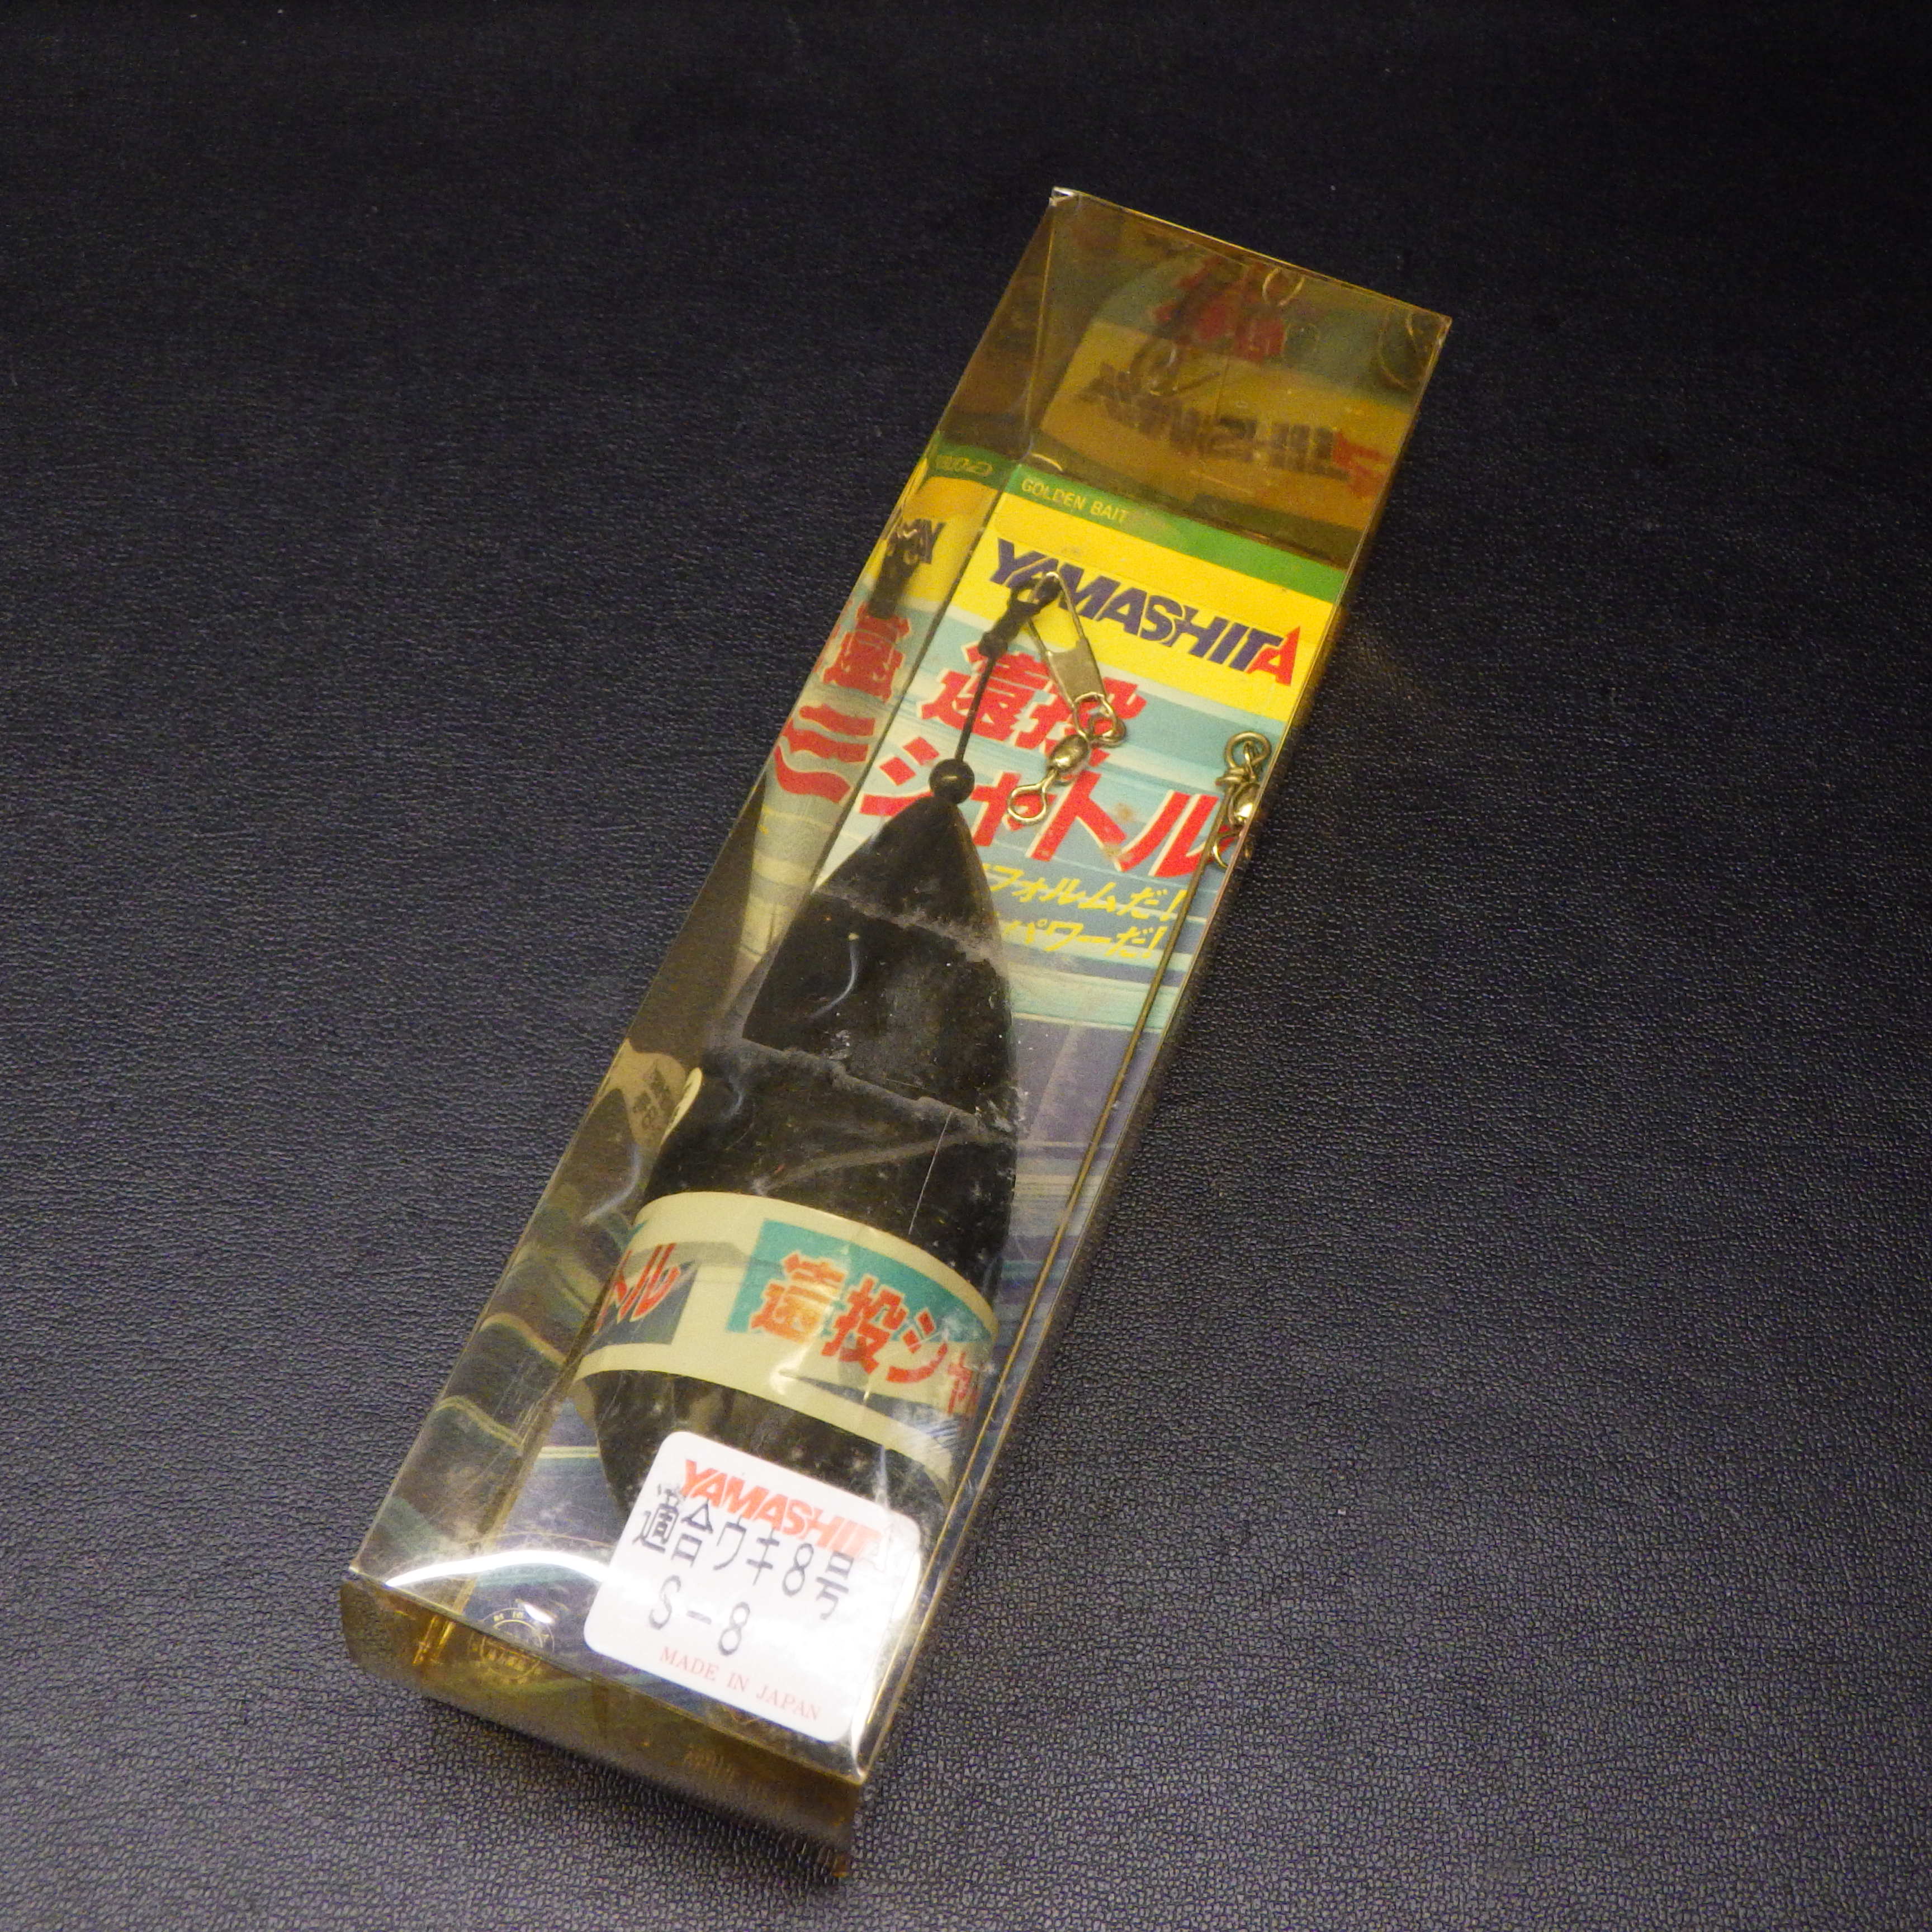 GOLDEN BAIT
YAMASHITA
遠投
シャトル
フォルムだ!
パワーだ!
トル
遠投シャ
YAMASHITA
適合ウキ8号
S-8
MADE IN JAPAN